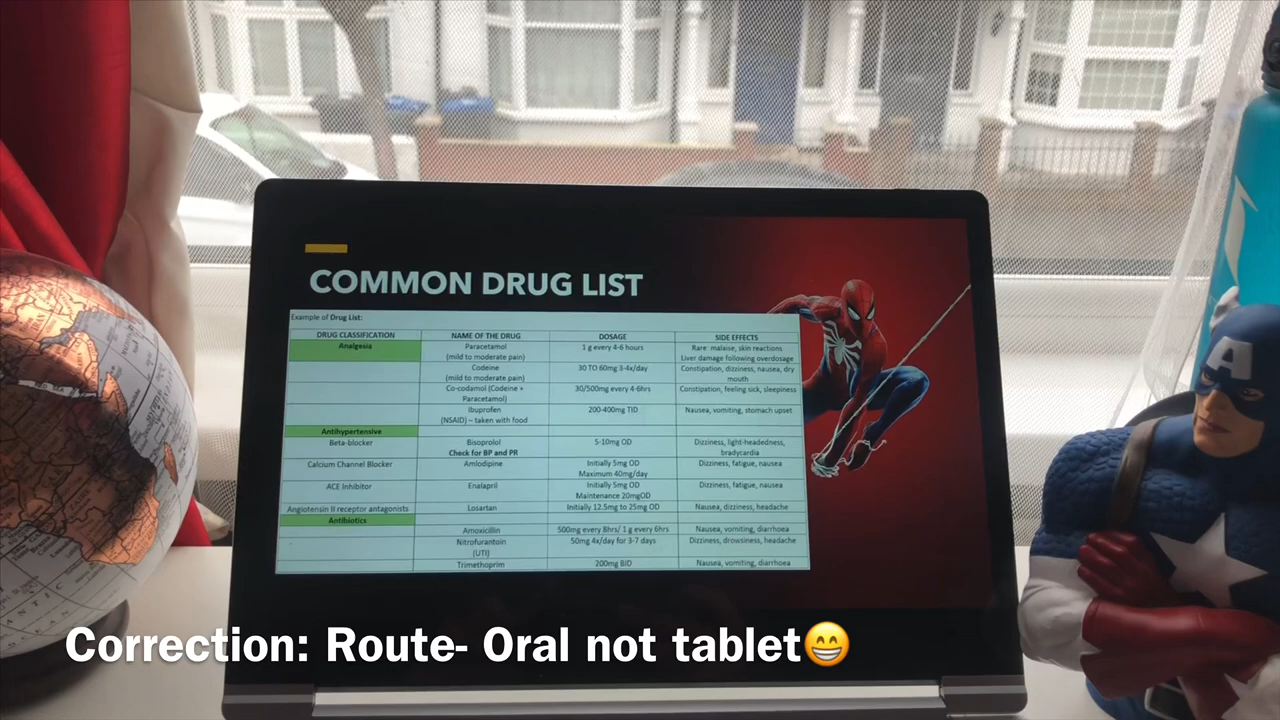 COMMON DRUG LIST
Example of Drug List:
DRUG CLASSIFICATION NAME OF THE DRUG DOSAGE SIDE EFFECTS
Analgesia Paracetamol 1 g every 4-6 hours Rare: malaise, skin reactions
(mild to moderate pain) Liver damage following overdosage
Codeine 30 TO 60mg 3-4x/day Constipation, dizziness, nausea, dry
(mild to moderate pain) mouth
Co-codamol (Codeine + 30/500mg every 4-6hrs Constipation, feeling sick, sleepiness
Paracetamol)
Ibuprofen 200-400mg TID Nausea, vomiting, stomach upset
(NSAID) – taken with food
Antihypertensive
Beta-blocker Bisoprolol 5-10mg OD Dizziness, light-headedness,
Check for BP and PR bradycardia
Calcium Channel Blocker Amlodipine Initially 5mg OD Dizziness, fatigue, nausea
Maximum 40mg/day
ACE Inhibitor Enalapril Initially 5mg OD Dizziness, fatigue, nausea
Maintenance 20mgOD
Angiotensin II receptor antagonists Losartan Initially 12.5mg to 25mg OD Nausea, dizziness, headache
Antibiotics
Amoxicillin 500mg every 8hrs/ 1 g every 6hrs Nausea, vomiting, diarrhoea
Nitrofurantoin 50mg 4x/day for 3-7 days Dizziness, drowsiness, headache
(UTI)
Trimethoprim 200mg BID Nausea, vomiting, diarrhoea
A
Correction: Route- Oral not tablet😁